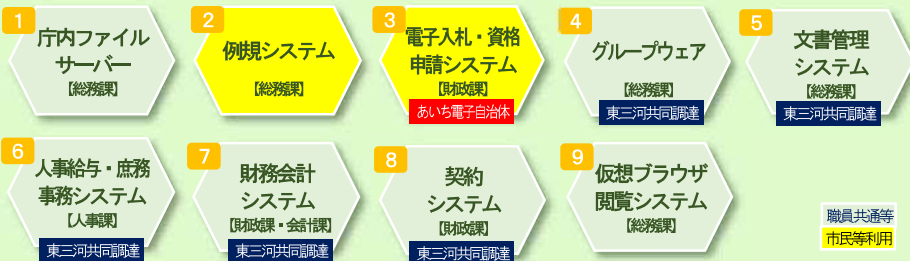 1
庁内ファイル
サーバー
【総務課】
2
例規システム
【総務課】
3
電子入札・資格
申請システム
【財政課】
あいち電子自治体
4
グループウェア
【総務課】
東三河共同調達
5
文書管理
システム
【総務課】
東三河共同調達
6
人事給与・庶務
事務システム
【人事課】
東三河共同調達
7
財務会計
システム
【財政課・会計課】
東三河共同調達
8
契約
システム
【財政課】
東三河共同調達
9
仮想ブラウザ
閲覧システム
【総務課】
職員共通等
市民等利用